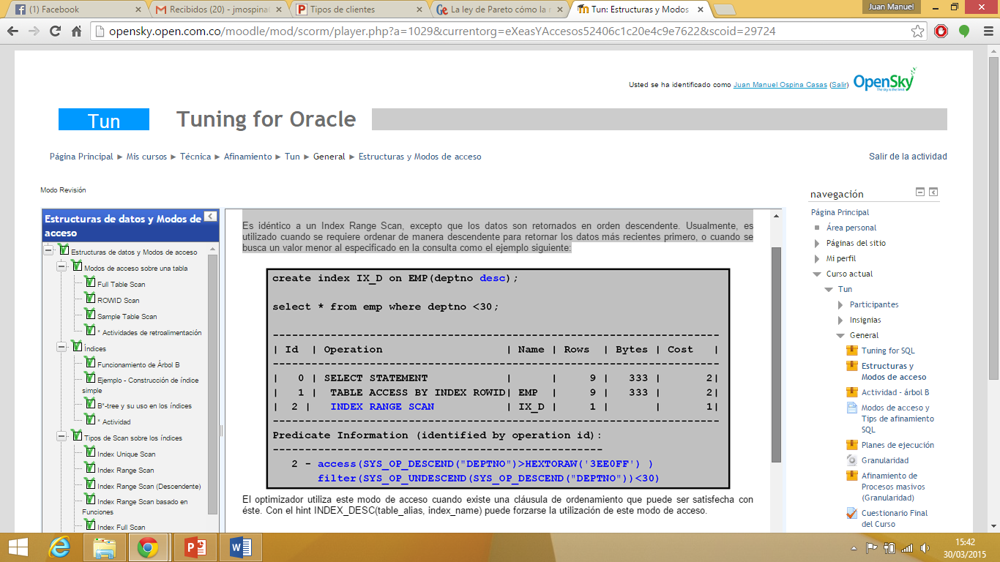 (1) Facebook
Recibidos (20) - jmospina
Tipos de clientes
La ley de Pareto cómo la
Tun: Estructuras y Modos
Juan Manuel
opensky.open.com.co/moodle/mod/scorm/player.php?a=1029&currentorg=eXeasYAccesos52406c1c20e4c9e7622&scoid=29724
Usted se ha identificado como Juan Manuel Ospina Casas (Salir)
OpenSky
The sky is the limit
Tun
Tuning for Oracle
Página Principal ► Mis cursos ► Técnica ► Afinamiento ► Tun ► General ► Estructuras y Modos de acceso
Salir de la actividad
Modo Revisión
Estructuras de datos y Modos de
acceso
Estructuras de datos y Modos de acceso
Modos de acceso sobre una tabla
Full Table Scan
ROWID Scan
Sample Table Scan
* Actividades de retroalimentación
Índices
Funcionamiento de Árbol B
Ejemplo - Construcción de índice
simple
B*-tree y su uso en los índices
* Actividad
Tipos de Scan sobre los índices
Index Unique Scan
Index Range Scan
Index Range Scan (Descendente)
Index Range Scan basado en
Funciones
Index Full Scan
Es idéntico a un Index Range Scan, excepto que los datos son retornados en orden descendente. Usualmente, es
utilizado cuando se requiere ordenar de manera descendente para retornar los datos más recientes primero, o cuando se
busca un valor menor al especificado en la consulta como el ejemplo siguiente:
create index IX_D on EMP(deptno desc);
select * from emp where deptno <30;
-----------------------------------------------------------------------
| Id | Operation | Name | Rows | Bytes | Cost |
-----------------------------------------------------------------------
| 0 | SELECT STATEMENT | | 9 | 333 | 2|
| 1 | TABLE ACCESS BY INDEX ROWID| EMP | 9 | 333 | 2|
| 2 | INDEX RANGE SCAN | IX_D | 1 | | 1|
-----------------------------------------------------------------------
Predicate Information (identified by operation id):
---------------------------------------------------
2 - access(SYS_OP_DESCEND("DEPTNO")>HEXTORAW('3EE0FF') )
filter(SYS_OP_UNDESCEND(SYS_OP_DESCEND("DEPTNO"))<30)
El optimizador utiliza este modo de acceso cuando existe una cláusula de ordenamiento que puede ser satisfecha con
éste. Con el hint INDEX_DESC(table_alias, index_name) puede forzarse la utilización de este modo de acceso.
navegación
Página Principal
Área personal
Páginas del sitio
Mi perfil
Curso actual
Tun
Participantes
Insignias
General
Tuning for SQL
Estructuras y
Modos de acceso
Actividad - árbol B
Modos de acceso y
Tips de afinamiento
SQL
Planes de ejecución
Granularidad
Afinamiento de
Procesos masivos
(Granularidad)
Cuestionario Final
del Curso
15:42
30/03/2015